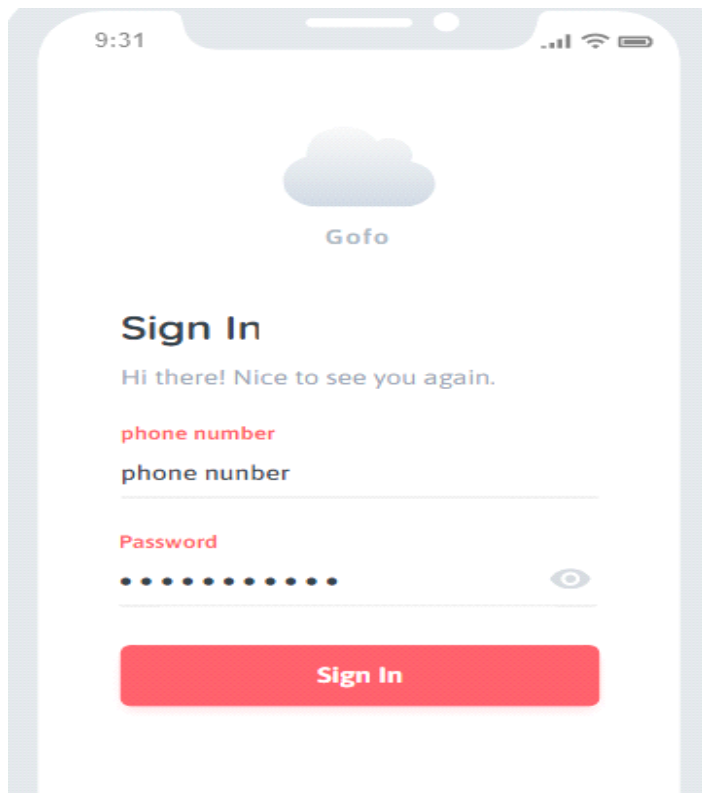 9:31
Gofo
Sign In
Hi there! Nice to see you again.
phone number
phone nunber
Password
Sign In